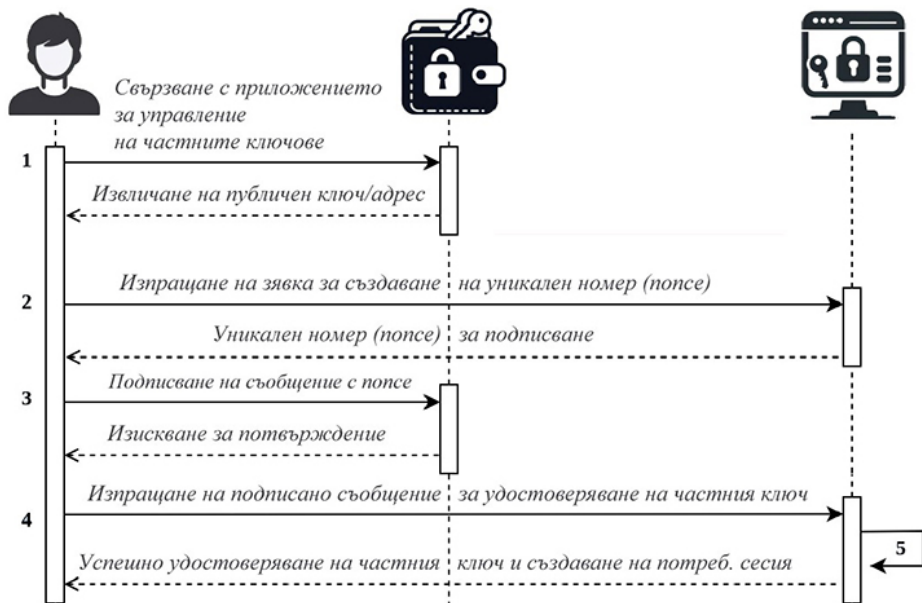 Свързване с приложението
за управление
на частните ключове
1
Извличане на публичен ключ/адрес
Изпращане на зявка за създаване на уникален номер (nonce)
2
Уникален номер (nonce) за подписване
Подписване на съобщение с nonce
3
Изискване за потвърждение
Изпращане на подписано съобщение за удостоверяване на частния ключ
4
5
Успешно удостоверяване на частния ключ и създаване на потреб. сесия